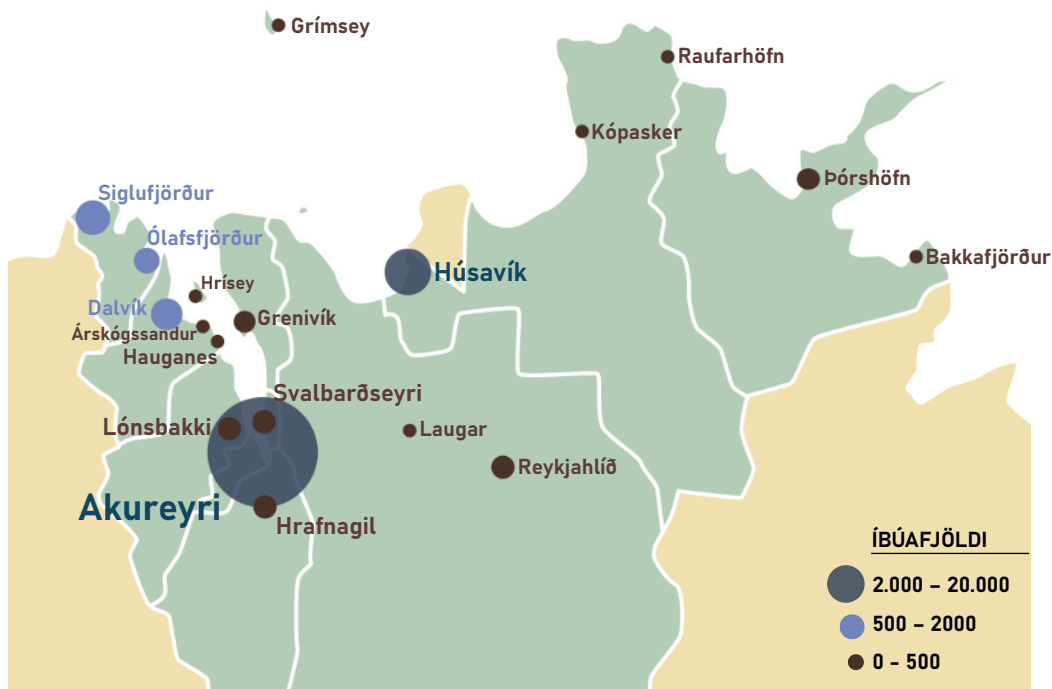 Grímsey
Raufarhöfn
Kópasker
Þórshöfn
Siglufjörður
Ólafsfjörður
Bakkafjörður
Húsavík
Hrísey
Dalvík
Grenivík
Árskógssandur
Hauganes
Svalbarðseyri
Lónsbakki
Laugar
Reykjahlíð
Akureyri
Hrafnagil
ÍBÚAFJÖLDI
2.000 – 20.000
500 – 2000
0 - 500